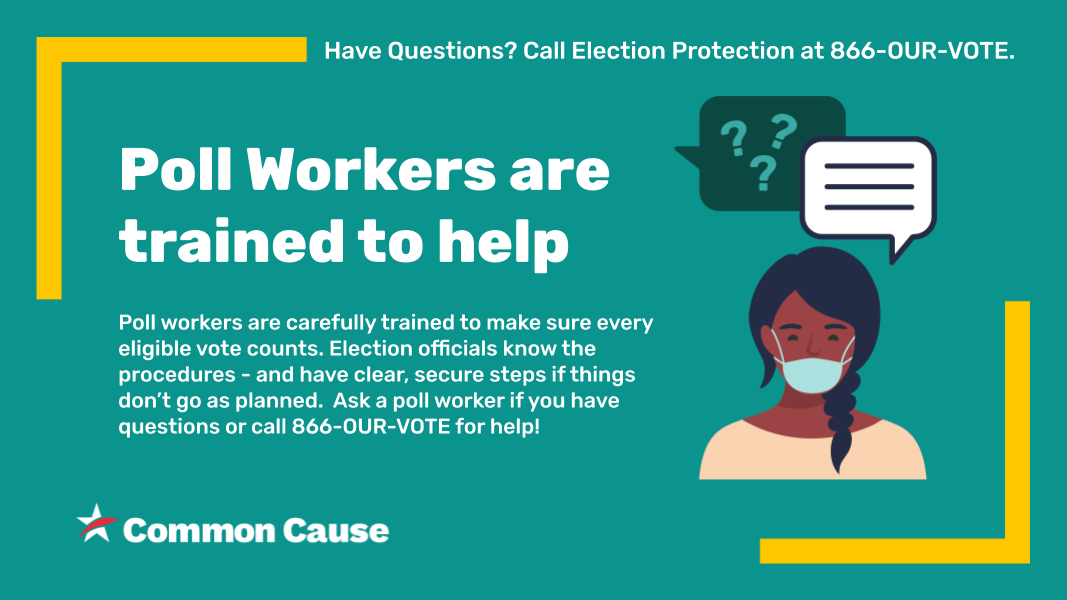 Have Questions? Call Election Protection at 866-OUR-VOTE.
? ? ?
Poll Workers are
trained to help
Poll workers are carefully trained to make sure every
eligible vote counts. Election officials know the
procedures - and have clear, secure steps if things
don’t go as planned.  Ask a poll worker if you have
questions or call 866-OUR-VOTE for help!
Common Cause